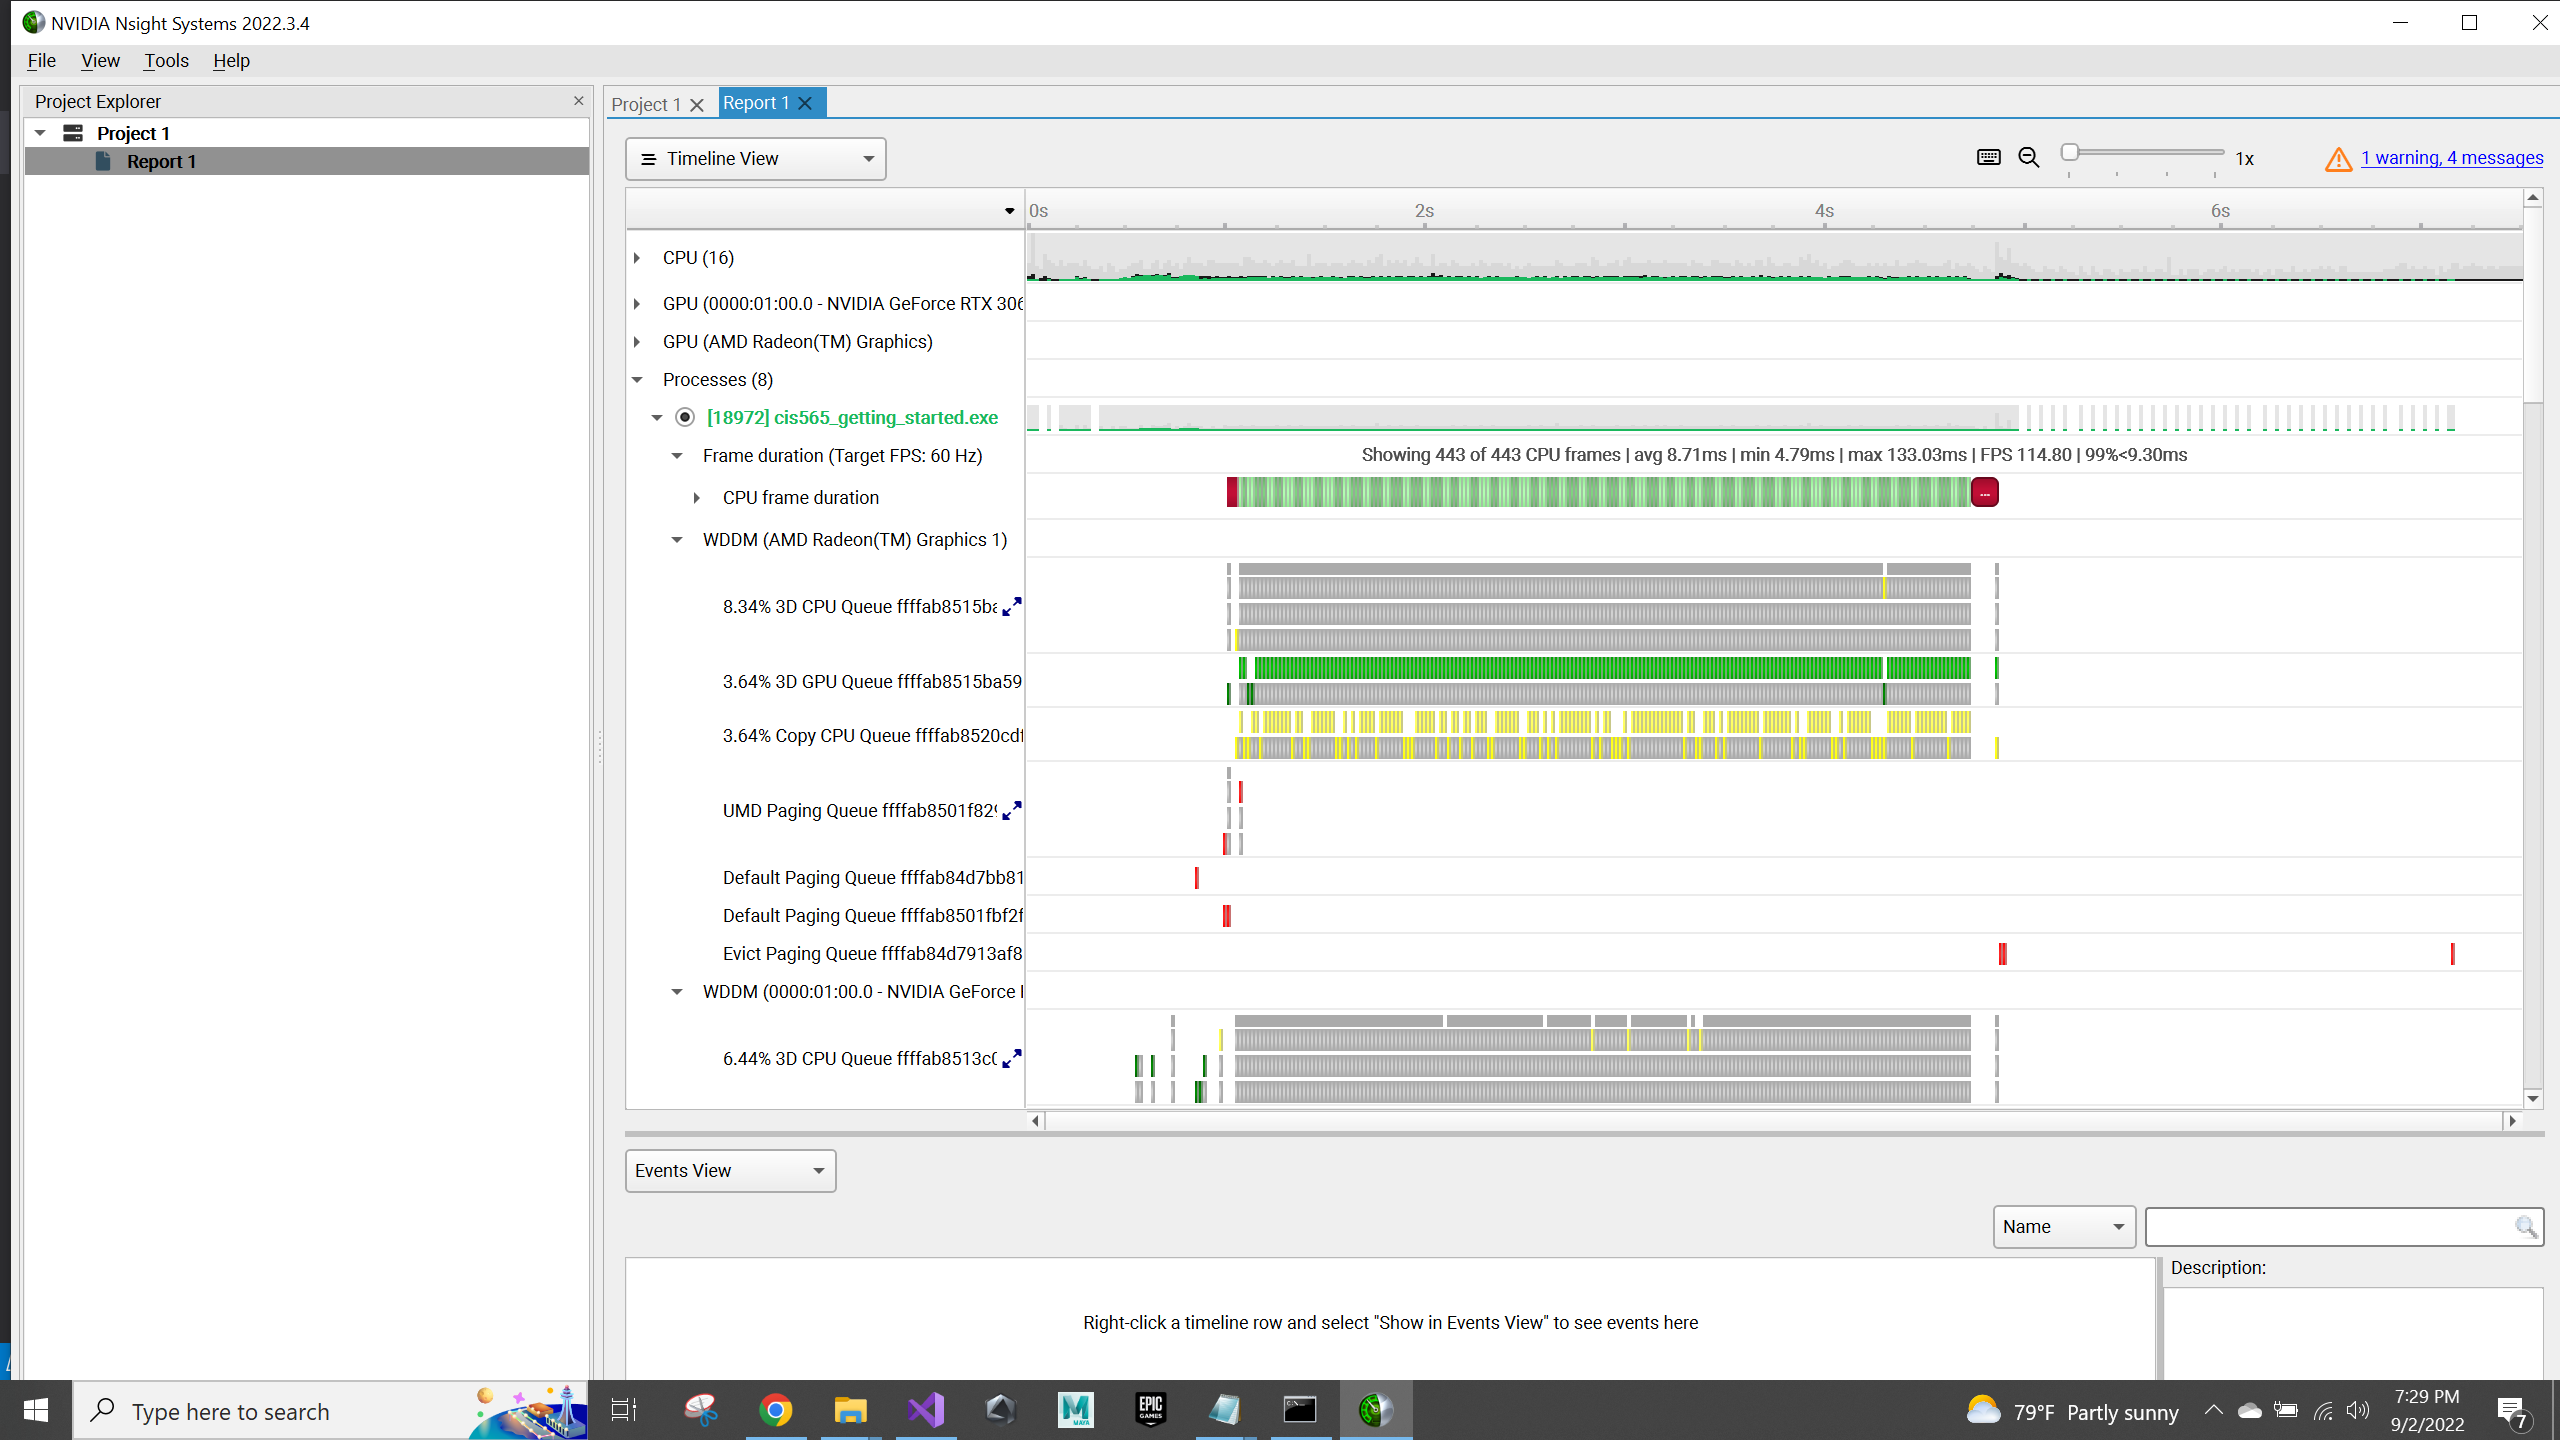 NVIDIA Nsight Systems 2022.3.4
File View Tools Help
Project Explorer
Project 1
Report 1
Project 1
Report 1
Timeline View
1x
1 warning, 4 messages
0s 2s 4s 6s
CPU (16)
GPU (0000:01:00.0 - NVIDIA GeForce RTX 306
GPU (AMD Radeon(TM) Graphics)
Processes (8)
[18972] cis565_getting_started.exe
Frame duration (Target FPS: 60 Hz)
Showing 443 of 443 CPU frames | avg 8.71ms | min 4.79ms | max 133.03ms | FPS 114.80 | 99%<9.30ms
CPU frame duration
...
WDDM (AMD Radeon(TM) Graphics 1)
8.34% 3D CPU Queue ffffab8515ba
3.64% 3D GPU Queue ffffab8515ba59
3.64% Copy CPU Queue ffffab8520cdf
UMD Paging Queue ffffab8501f829
Default Paging Queue ffffab84d7bb81
Default Paging Queue ffffab8501fbf2f
Evict Paging Queue ffffab84d7913af8
WDDM (0000:01:00.0 - NVIDIA GeForce
6.44% 3D CPU Queue ffffab8513c0
Events View
Name
Description:
Right-click a timeline row and select "Show in Events View" to see events here
Type here to search
MAYA
EPIC GAMES
79°F Partly sunny
7:29 PM
9/2/2022
7